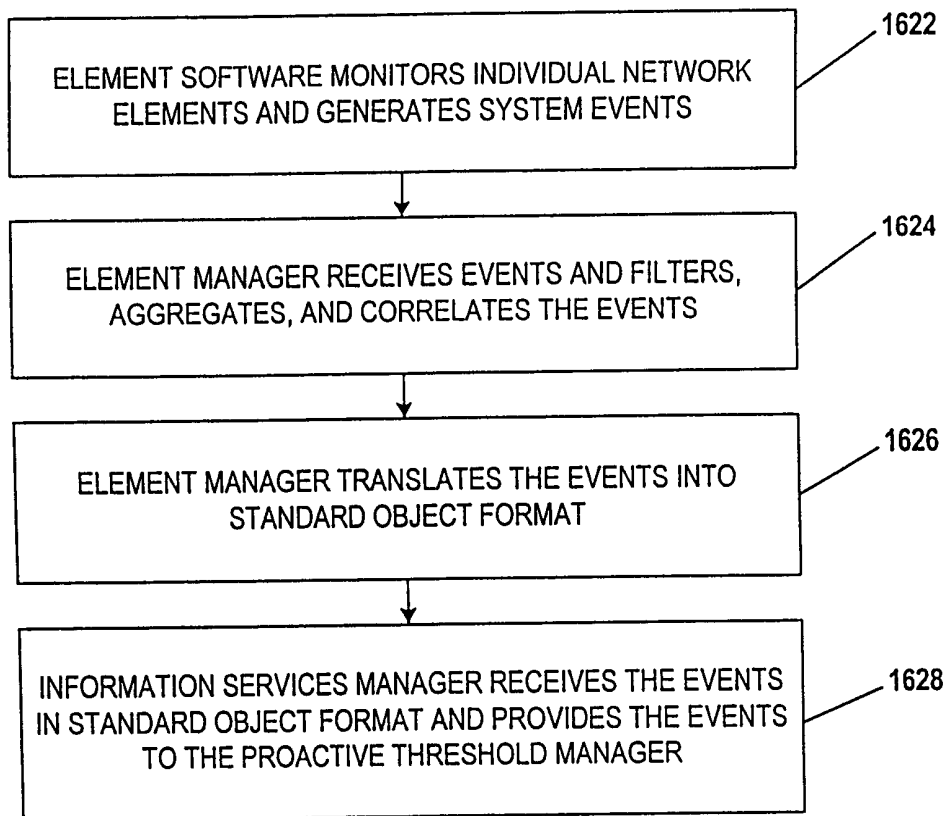 1622
ELEMENT SOFTWARE MONITORS INDIVIDUAL NETWORK
ELEMENTS AND GENERATES SYSTEM EVENTS
1624
ELEMENT MANAGER RECEIVES EVENTS AND FILTERS,
AGGREGATES, AND CORRELATES THE EVENTS
1626
ELEMENT MANAGER TRANSLATES THE EVENTS INTO
STANDARD OBJECT FORMAT
1628
INFORMATION SERVICES MANAGER RECEIVES THE EVENTS
IN STANDARD OBJECT FORMAT AND PROVIDES THE EVENTS
TO THE PROACTIVE THRESHOLD MANAGER